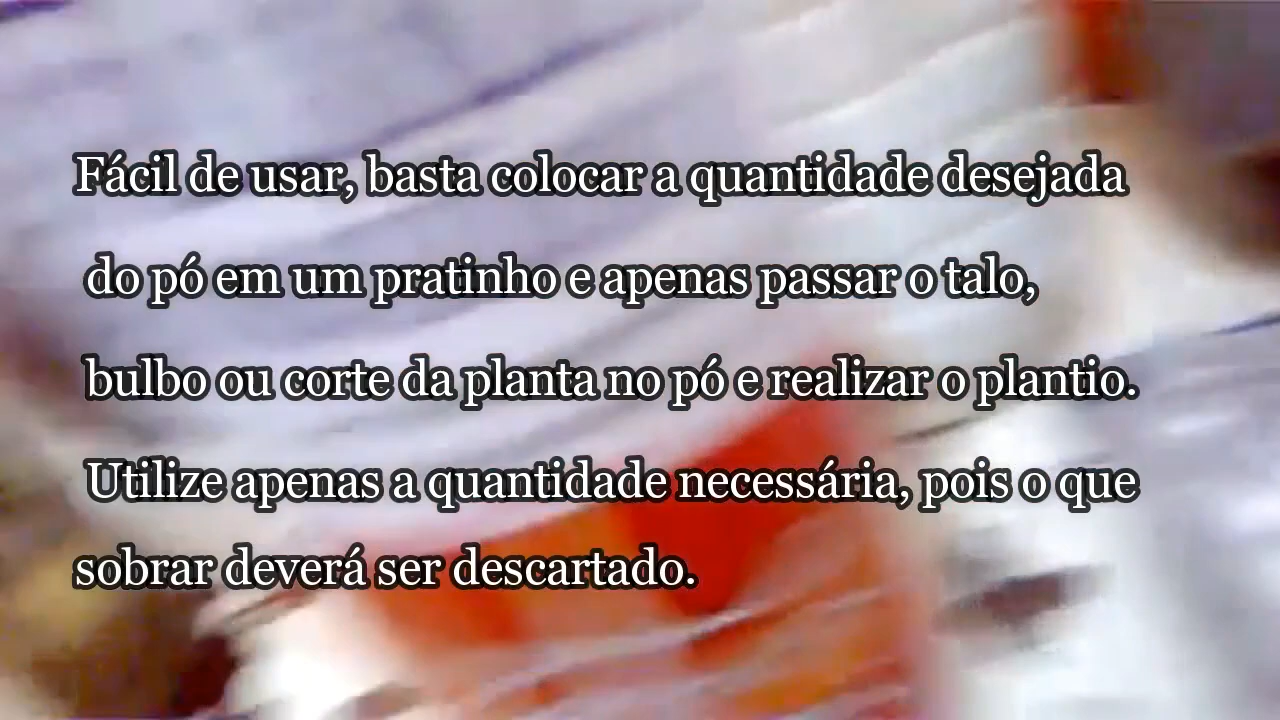 Fácil de usar, basta colocar a quantidade desejada
do pó em um pratinho e apenas passar o talo,
bulbo ou corte da planta no pó e realizar o plantio.
Utilize apenas a quantidade necessária, pois o que
sobrar deverá ser descartado.